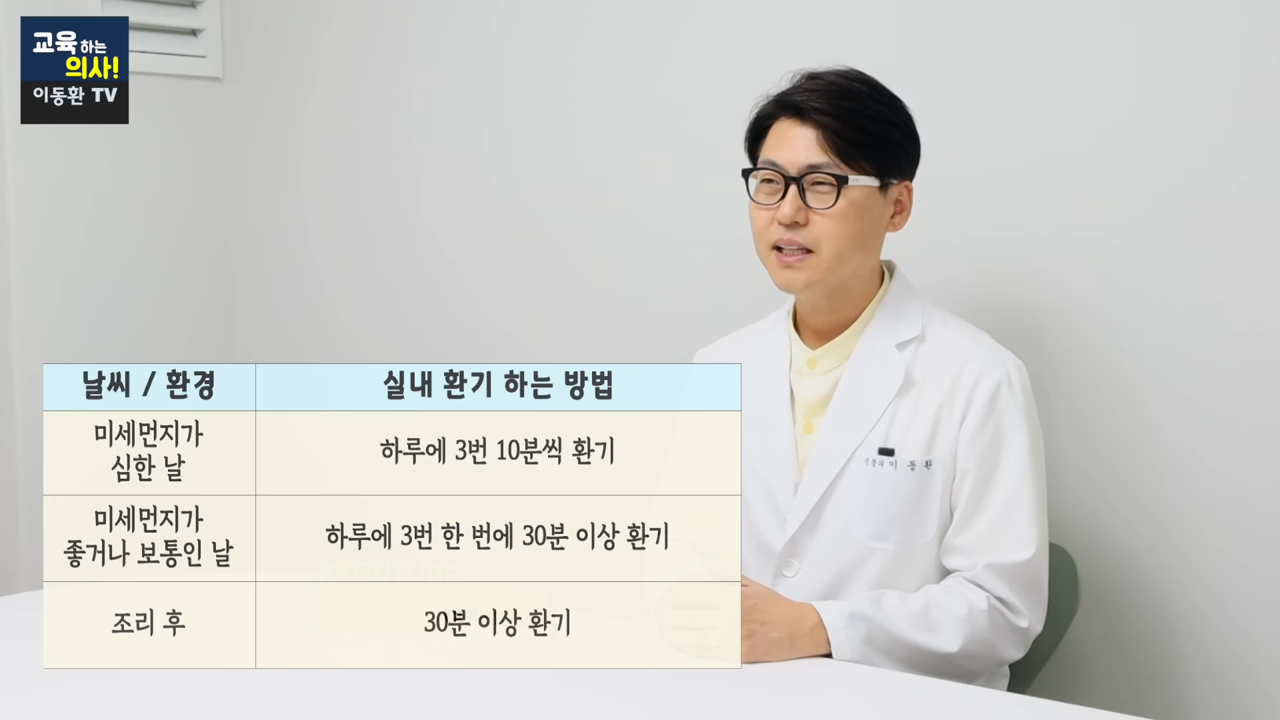 교육하는
의사!
이동환 TV
날씨 / 환경
실내 환기 하는 방법
미세먼지가
심한 날
하루에 3번 10분씩 환기
미세먼지가
좋거나 보통인 날
하루에 3번 한 번에 30분 이상 환기
조리 후
30분 이상 환기
이 동 환